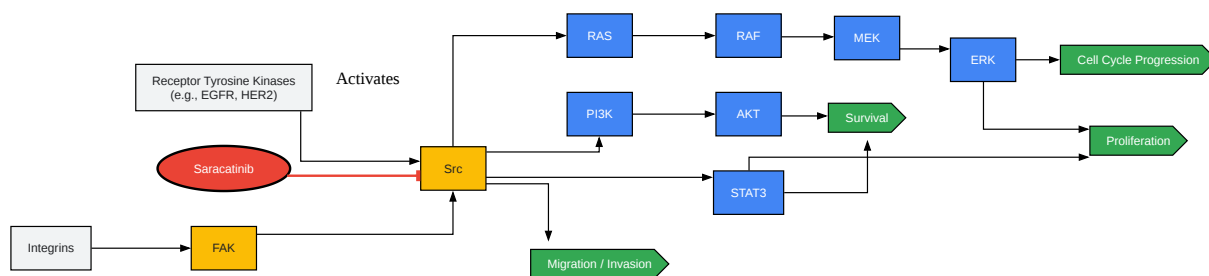 RAS
RAF
MEK
ERK
Cell Cycle Progression
Receptor Tyrosine Kinases
(e.g., EGFR, HER2)
Activates
PI3K
AKT
Survival
Proliferation
Saracatinib
Src
STAT3
Integrins
FAK
Migration / Invasion